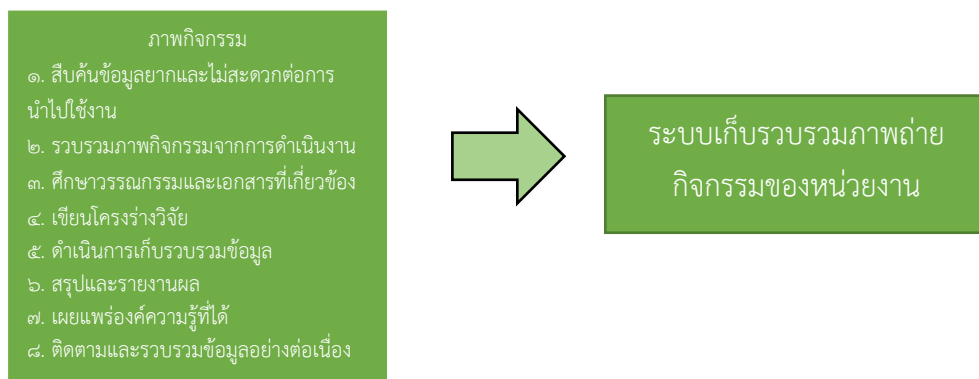 ภาพกิจกรรม
๑. สืบค้นข้อมูลยากและไม่สะดวกต่อการ
นำไปใช้งาน
๒. รวบรวมภาพกิจกรรมจากการดำเนินงาน
๓. ศึกษาวรรณกรรมและเอกสารที่เกี่ยวข้อง
๔. เขียนโครงร่างวิจัย
๕. ดำเนินการเก็บรวบรวมข้อมูล
๖. สรุปและรายงานผล
๗. เผยแพร่องค์ความรู้ที่ได้
๘. ติดตามและรวบรวมข้อมูลอย่างต่อเนื่อง
ระบบเก็บรวบรวมภาพถ่าย
กิจกรรมของหน่วยงาน